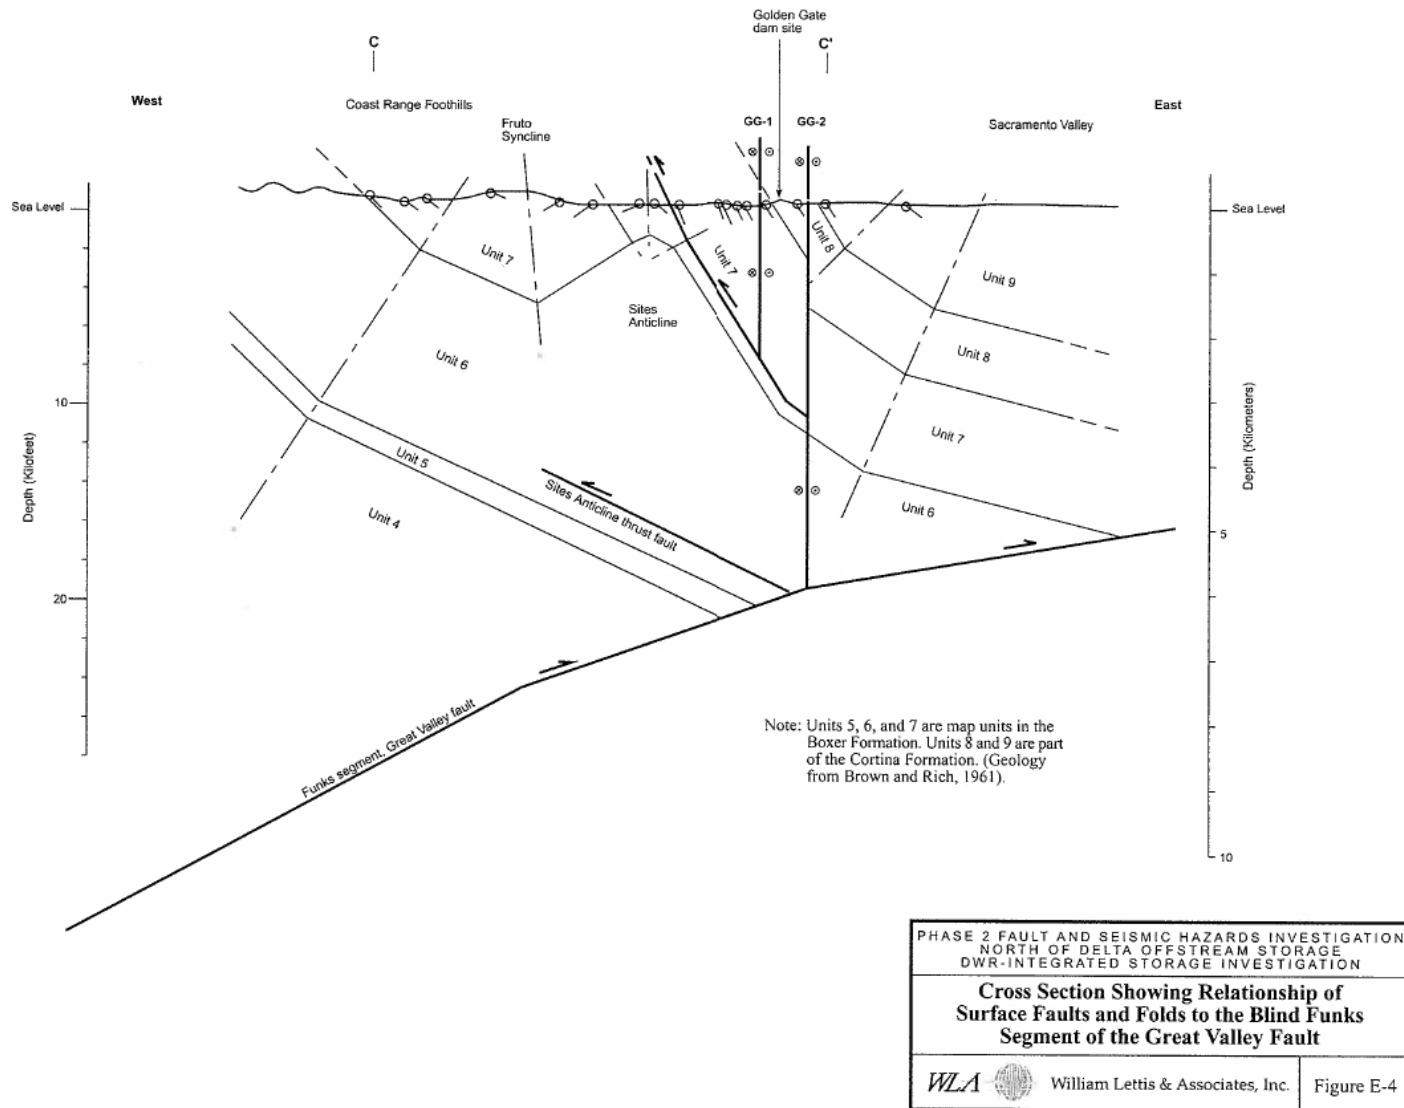 Golden Gate
dam site
C
C'
West
Coast Range Foothills
Fruto
Syncline
GG-1
GG-2
East
Sacramento Valley
Sea Level
Sea Level
Unit 7
Unit 7
Unit 8
Unit 9
Sites
Anticline
Unit 6
Unit 8
10
Unit 5
Unit 7
Depth (Kilofeet)
Depth (Kilometers)
Sites Anticline thrust fault
Unit 4
Unit 6
5
20
Funks segment, Great Valley fault
Note: Units 5, 6, and 7 are map units in the
Boxer Formation. Units 8 and 9 are part
of the Cortina Formation. (Geology
from Brown and Rich, 1961).
10
PHASE 2 FAULT AND SEISMIC HAZARDS INVESTIGATION
NORTH OF DELTA OFFSTREAM STORAGE
DWR-INTEGRATED STORAGE INVESTIGATION
Cross Section Showing Relationship of
Surface Faults and Folds to the Blind Funks
Segment of the Great Valley Fault
WLA William Lettis & Associates, Inc. Figure E-4